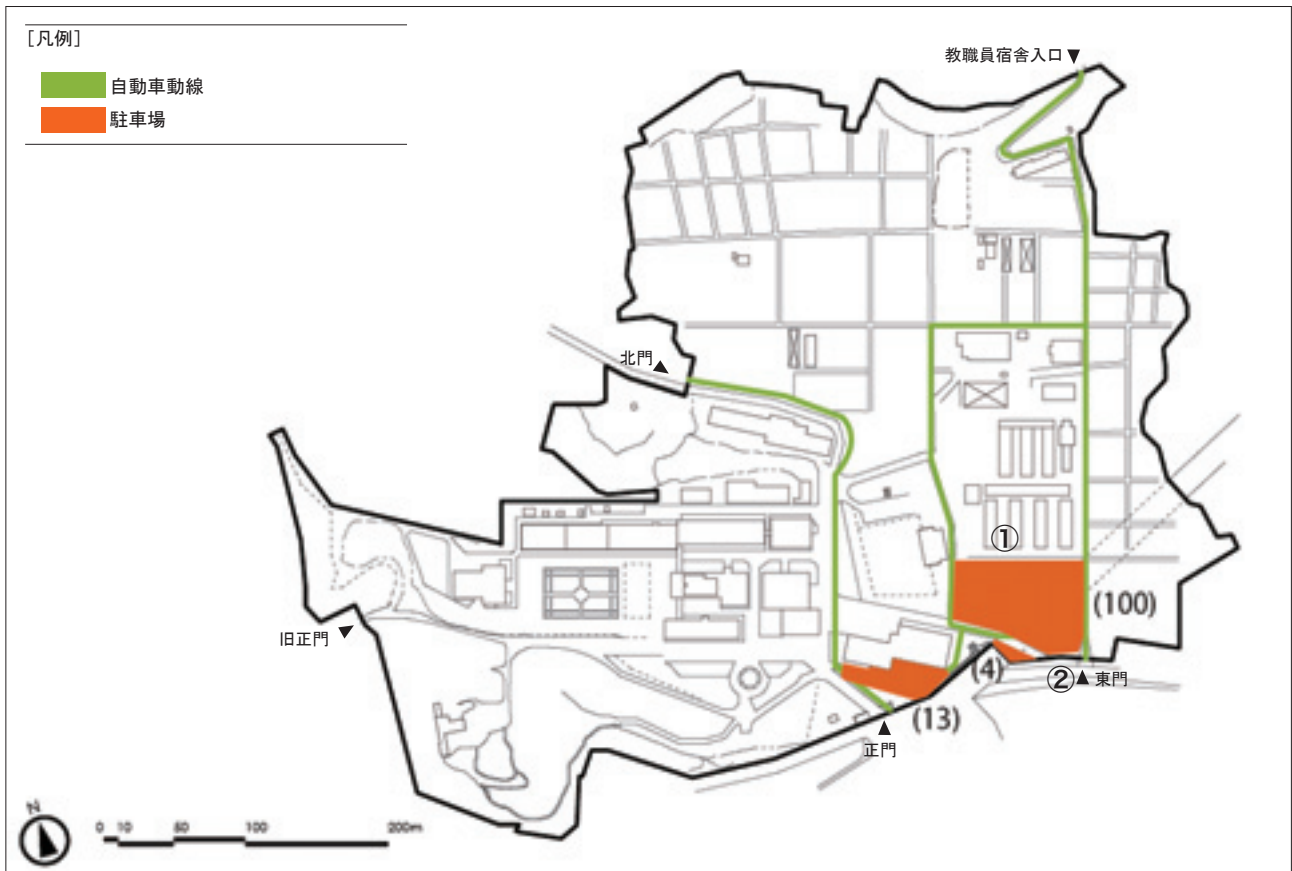 [凡例]
自動車動線
駐車場
教職員宿舎入口▼
北門
旧正門
①
(100)
(4)
②
東門
(13)
正門
N
0 10 50 100 200m